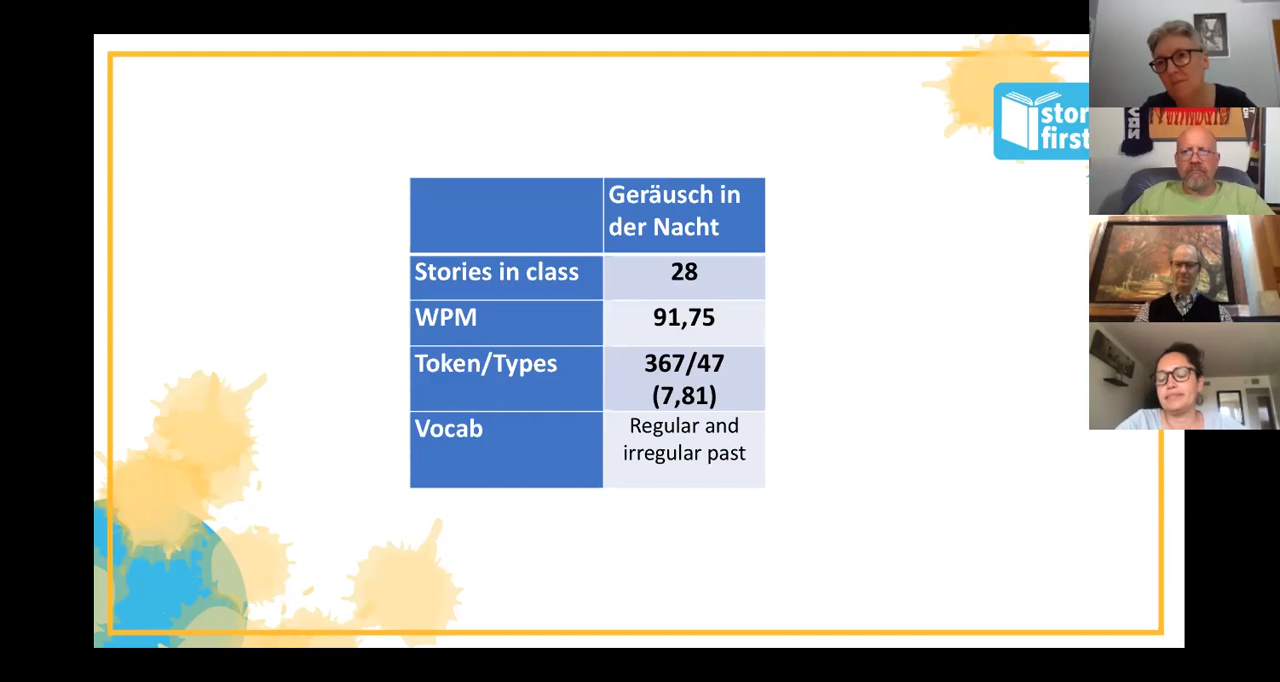 stor
first
Geräusch in
der Nacht
Stories in class
28
WPM
91,75
Token/Types
367/47
(7,81)
Vocab
Regular and
irregular past